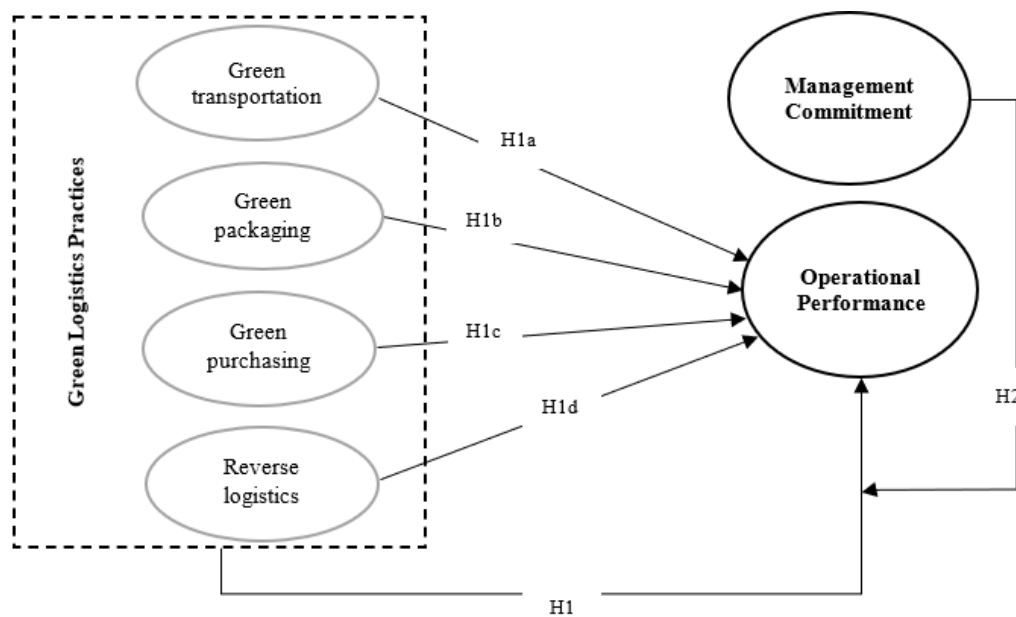 Green Logistics Practices
Green
transportation
Green
packaging
Green
purchasing
Reverse
logistics
H1a
H1b
H1c
H1d
Management
Commitment
Operational
Performance
H2
H1